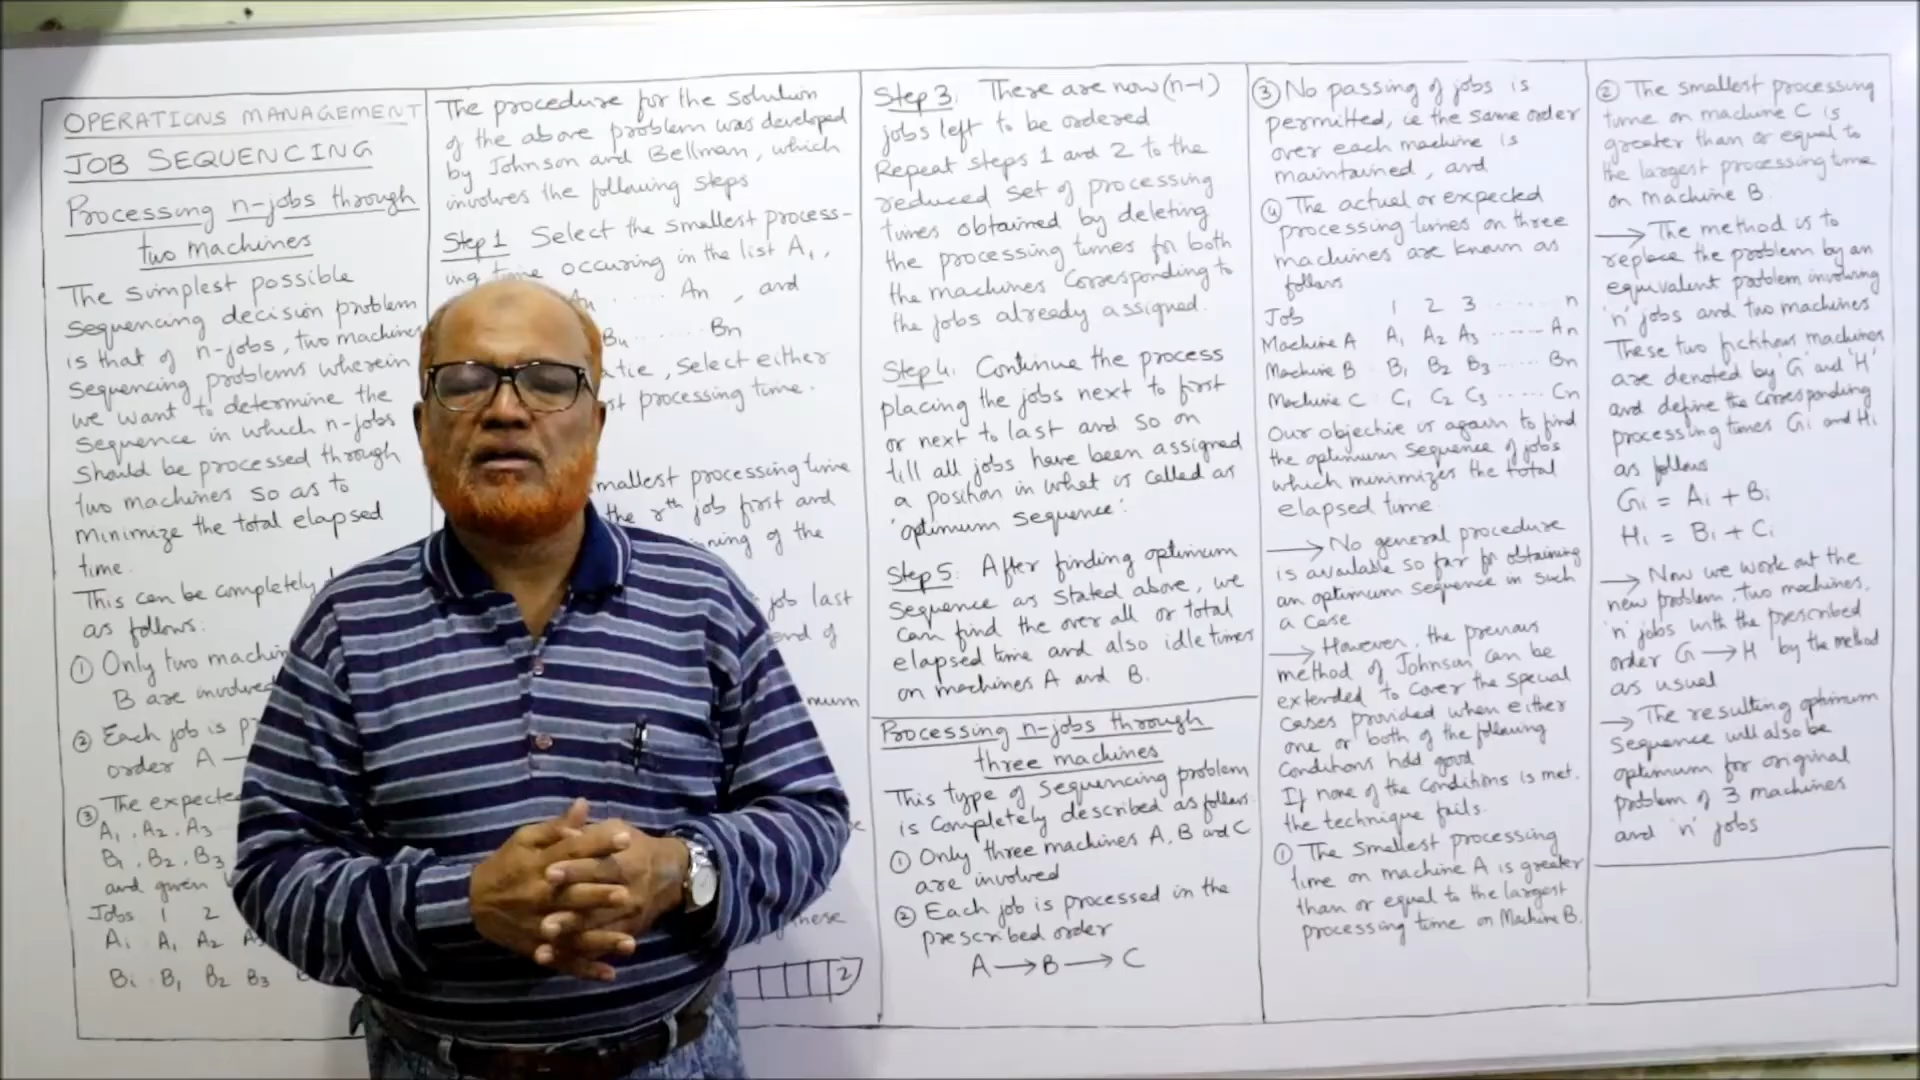 OPERATIONS MANAGEMENT
JOB SEQUENCING
Processing n-jobs through
two machines
The simplest possible
sequencing decision problem
is that of n-jobs, two machines
sequencing problems wherein
we want to determine the
sequence in which n-jobs
should be processed through
two machines so as to
minimize the total elapsed
time.
This can be completely
as follows:
① Only two machin
B are involved
② Each job is p
order A
③ The expected
A1, A2, A3
B1, B2, B3
and given
Jobs 1 2
Ai A1 A2 A3
Bi B1 B2 B3
The procedure for the solution
of the above problem was developed
by Johnson and Bellman, which
involves the following steps
Step 1 Select the smallest process-
ing time occuring in the list A1,
An, and
Bn
a tie, select either
st processing time.
mallest processing time
the rth job first and
nning of the
job last
end of
mum
these
2
Step 3. There are now (n-1)
jobs left to be ordered
Repeat steps 1 and 2 to the
reduced set of processing
times obtained by deleting
the processing times for both
the machines corresponding to
the jobs already assigned.
Step 4. Continue the process
placing the jobs next to first
or next to last and so on
till all jobs have been assigned
a position in what is called as
'optimum sequence'.
Step 5. After finding optimum
sequence as stated above, we
can find the over all or total
elapsed time and also idle times
on machines A and B.
Processing n-jobs through
three machines
This type of sequencing problem
is completely described as follows.
① Only three machines A, B and C
are involved
② Each job is processed in the
prescribed order
A → B → C
③ No passing of jobs is
permitted, ie the same order
over each machine is
maintained, and
④ The actual or expected
processing times on three
machines are known as
follows
Job 1 2 3 ...... n
Machine A A1 A2 A3 ...... An
Machine B B1 B2 B3 ...... Bn
Machine C C1 C2 C3 ...... Cn
Our objective is again to find
the optimum sequence of jobs
which minimizes the total
elapsed time.
→ No general procedure
is available so far for obtaining
an optimum sequence in such
a case
→ However, the previous
method of Johnson can be
extended to cover the special
cases provided when either
one or both of the following
conditions hold good
If none of the conditions is met.
the technique fails.
① The smallest processing
time on machine A is greater
than or equal to the largest
processing time on Machine B.
② The smallest processing
time on machine C is
greater than or equal to
the largest processing time
on machine B.
→ The method is to
replace the problem by an
equivalent problem involving
'n' jobs and two machines
These two fictitious machines
are denoted by 'G' and 'H'
and define the corresponding
processing times Gi and Hi
as follows
Gi = Ai + Bi
Hi = Bi + Ci
→ Now we work out the
new problem, two machines,
'n' jobs with the prescribed
order G → H by the method
as usual
→ The resulting optimum
sequence will also be
optimum for original
problem of 3 machines
and 'n' jobs